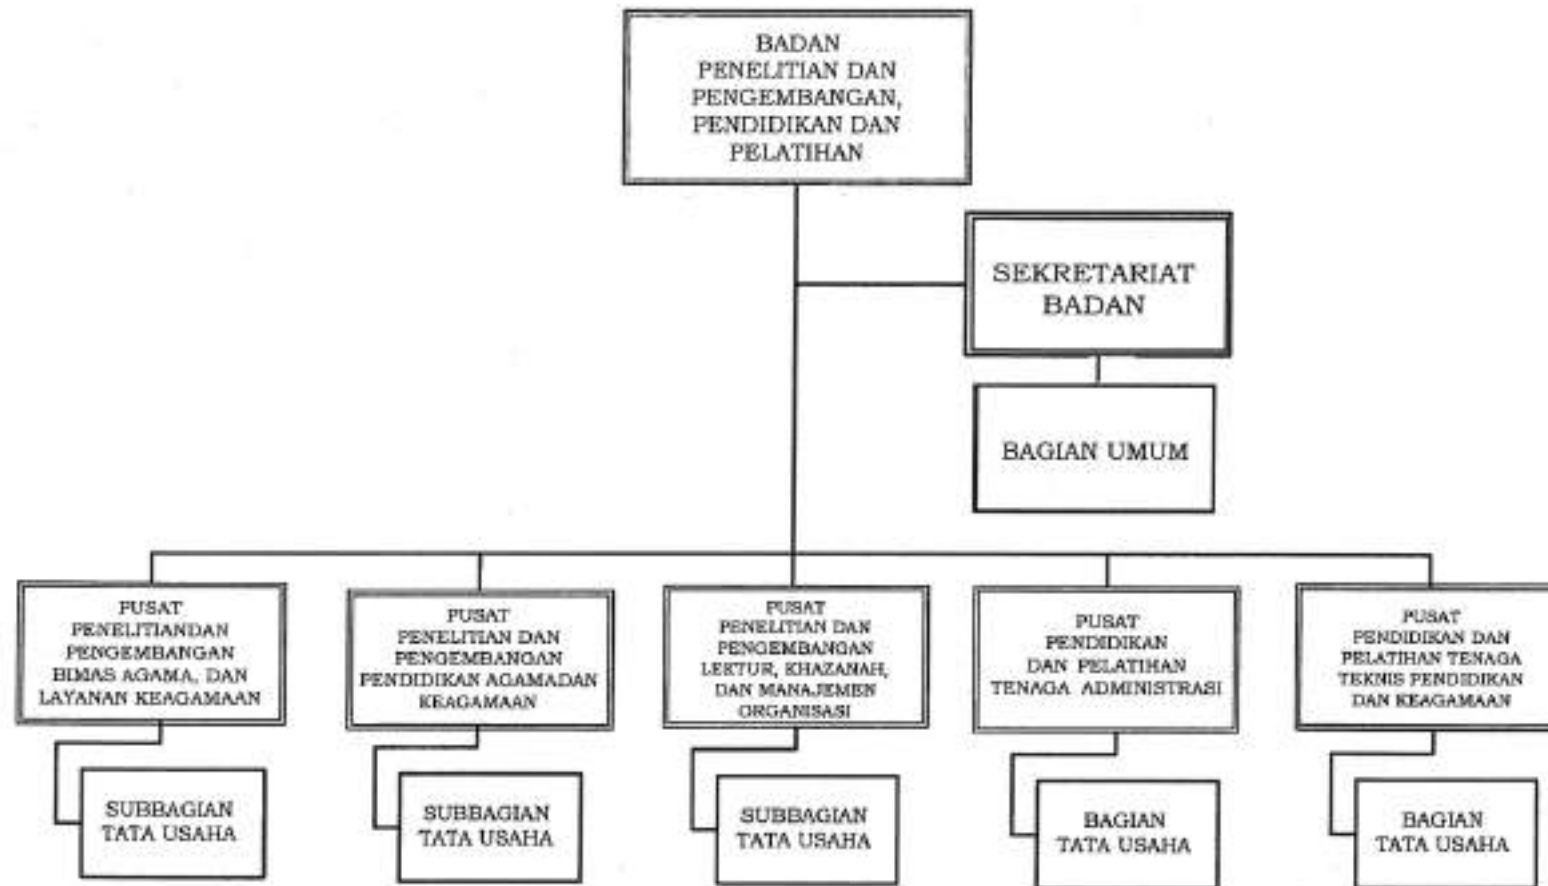 BADAN
PENELITIAN DAN
PENGEMBANGAN,
PENDIDIKAN DAN
PELATIHAN
SEKRETARIAT
BADAN
BAGIAN UMUM
PUSAT
PENELITIANDAN
PENGEMBANGAN
BIMAS AGAMA, DAN
LAYANAN KEAGAMAAN
PUSAT
PENELITIAN DAN
PENGEMBANGAN
PENDIDIKAN AGAMADAN
KEAGAMAAN
PUSAT
PENELITIAN DAN
PENGEMBANGAN
LEKTUR, KHAZANAH,
DAN MANAJEMEN
ORGANISASI
PUSAT
PENDIDIKAN
DAN PELATIHAN
TENAGA ADMINISTRASI
PUSAT
PENDIDIKAN DAN
PELATIHAN TENAGA
TEKNIS PENDIDIKAN
DAN KEAGAMAAN
SUBBAGIAN
TATA USAHA
SUBBAGIAN
TATA USAHA
SUBBAGIAN
TATA USAHA
BAGIAN
TATA USAHA
BAGIAN
TATA USAHA